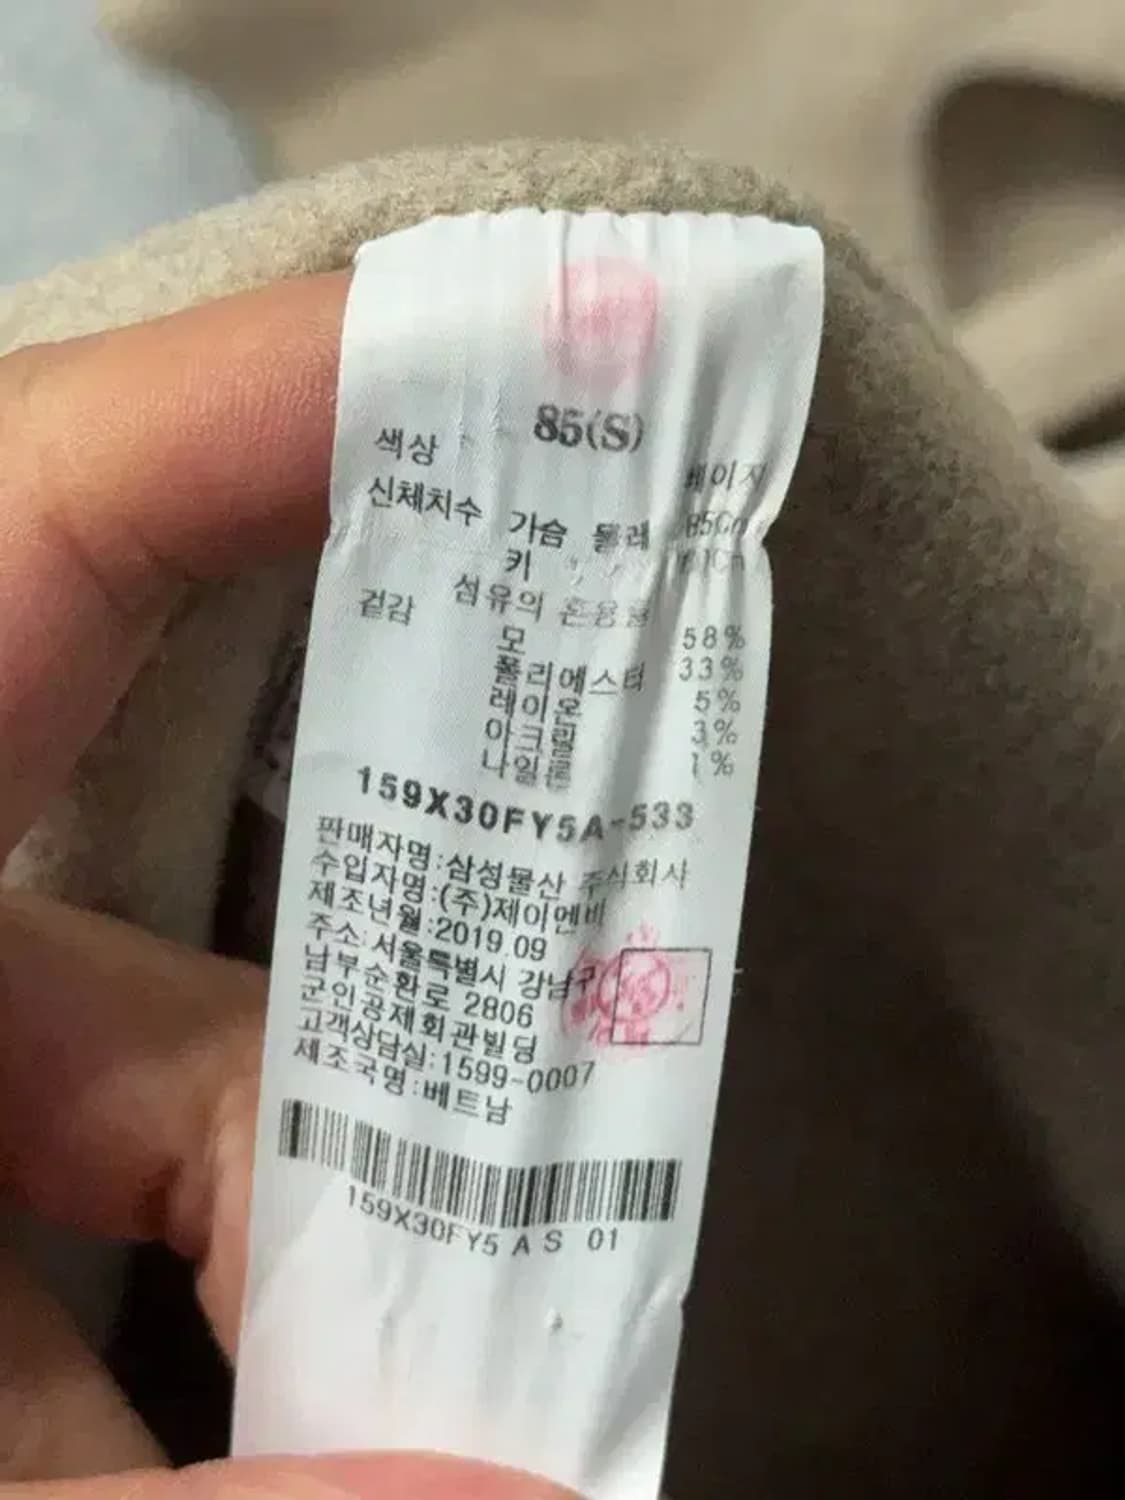 85(S)
색상 베이지
신체치수 가슴 둘레 85Cm
키
겉감 섬유의 혼용율
모 58%
폴리에스터 33%
레이온 5%
아크릴 3%
나일론 1%
159X30FY5A-533
판매자명:삼성물산 주식회사
수입자명:(주)제이엔비
제조년월:2019.09
주소:서울특별시 강남구
남부순환로 2806
군인공제회관빌딩
고객상담실:1599-0007
제조국명:베트남
159X30FY5 A S 01